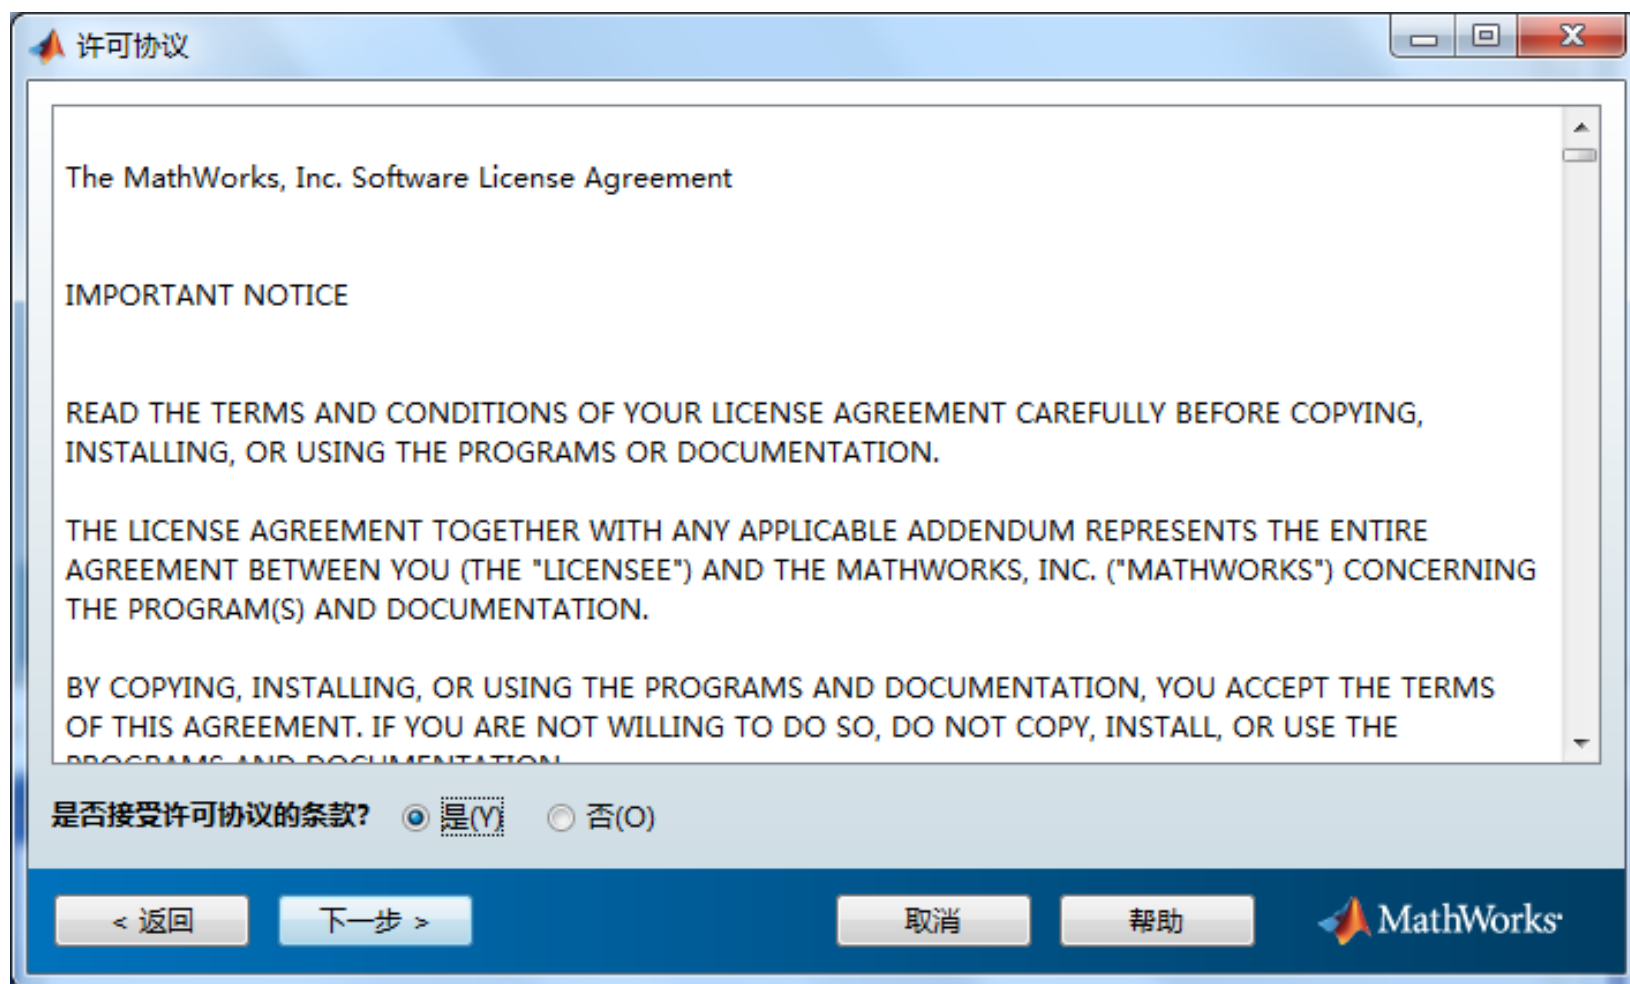 许可协议
The MathWorks, Inc. Software License Agreement
IMPORTANT NOTICE
READ THE TERMS AND CONDITIONS OF YOUR LICENSE AGREEMENT CAREFULLY BEFORE COPYING,
INSTALLING, OR USING THE PROGRAMS OR DOCUMENTATION.
THE LICENSE AGREEMENT TOGETHER WITH ANY APPLICABLE ADDENDUM REPRESENTS THE ENTIRE
AGREEMENT BETWEEN YOU (THE "LICENSEE") AND THE MATHWORKS, INC. ("MATHWORKS") CONCERNING
THE PROGRAM(S) AND DOCUMENTATION.
BY COPYING, INSTALLING, OR USING THE PROGRAMS AND DOCUMENTATION, YOU ACCEPT THE TERMS
OF THIS AGREEMENT. IF YOU ARE NOT WILLING TO DO SO, DO NOT COPY, INSTALL, OR USE THE
PROGRAMS AND DOCUMENTATION.
是否接受许可协议的条款? 是(Y) 否(O)
< 返回 下一步 > 取消 帮助 MathWorks